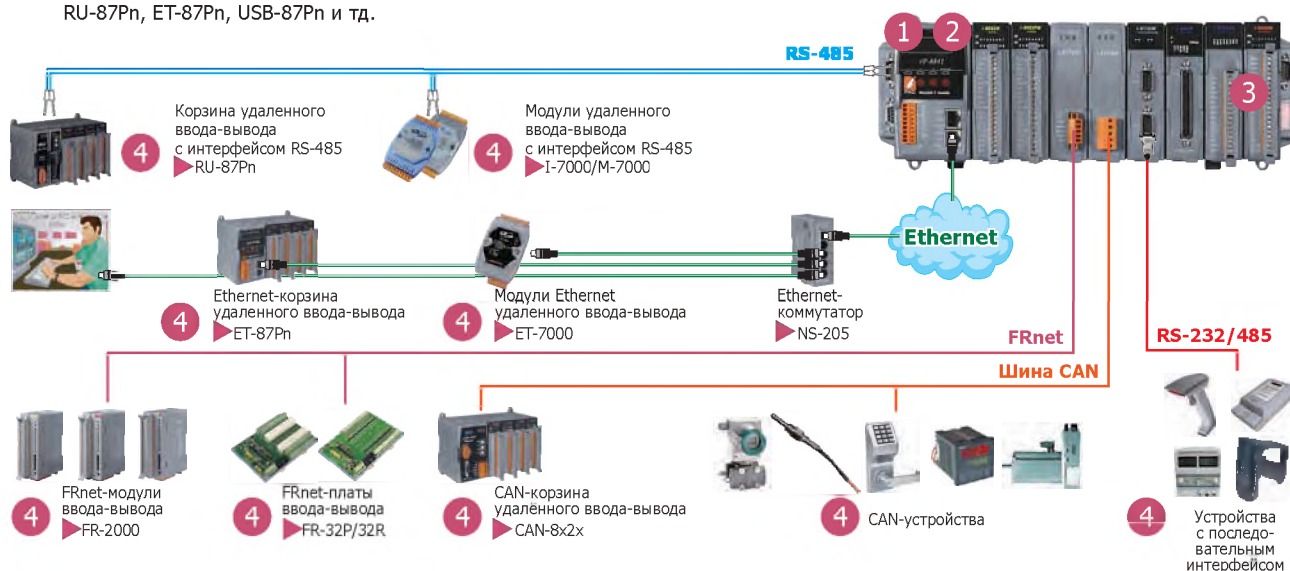 RU-87Pn, ET-87Pn, USB-87Pn и тд.
RS-485
1
2
3
4
Корзина удаленного
ввода-вывода
с интерфейсом RS-485
RU-87Pn
4
Модули удаленного
ввода-вывода
с интерфейсом RS-485
I-7000/M-7000
Ethernet
4
Ethernet-корзина
удаленного ввода-вывода
ET-87Pn
4
Модули Ethernet
удаленного ввода-вывода
ET-7000
Ethernet-
коммутатор
NS-205
FRnet
RS-232/485
Шина CAN
4
FRnet-модули
ввода-вывода
FR-2000
4
FRnet-платы
ввода-вывода
FR-32P/32R
4
CAN-корзина
удалённого ввода-вывода
CAN-8x2x
4
CAN-устройства
4
Устройства
с последо-
вательным
интерфейсом